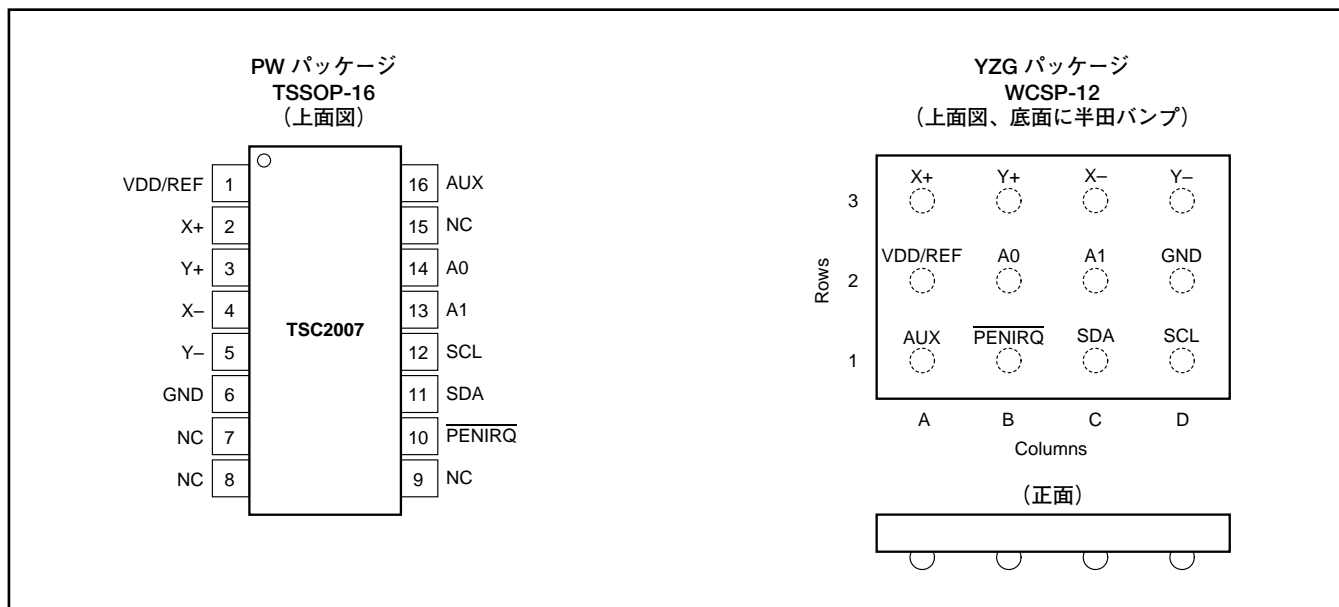 PW パッケージ
TSSOP-16
(上面図)
VDD/REF 1
X+ 2
Y+ 3
X– 4
Y– 5
GND 6
NC 7
NC 8
TSC2007
16 AUX
15 NC
14 A0
13 A1
12 SCL
11 SDA
10 PENIRQ
9 NC
YZG パッケージ
WCSP-12
(上面図、底面に半田バンプ)
X+ Y+ X– Y–
3
VDD/REF A0 A1 GND
Rows 2
AUX PENIRQ SDA SCL
1
A B C D
Columns
(正面)